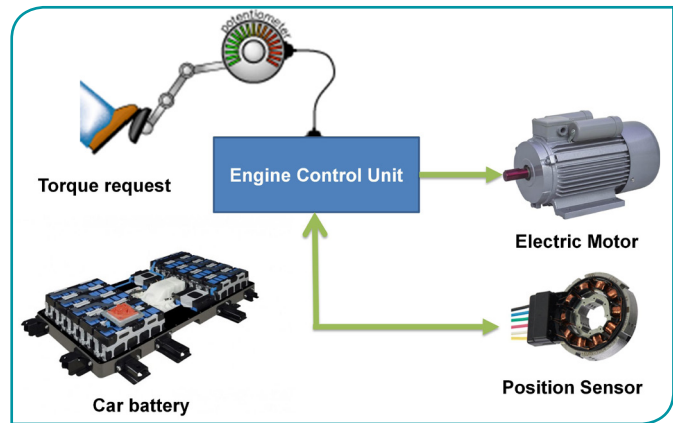 potentiometer
Engine Control Unit
Torque request
Electric Motor
Car battery
Position Sensor